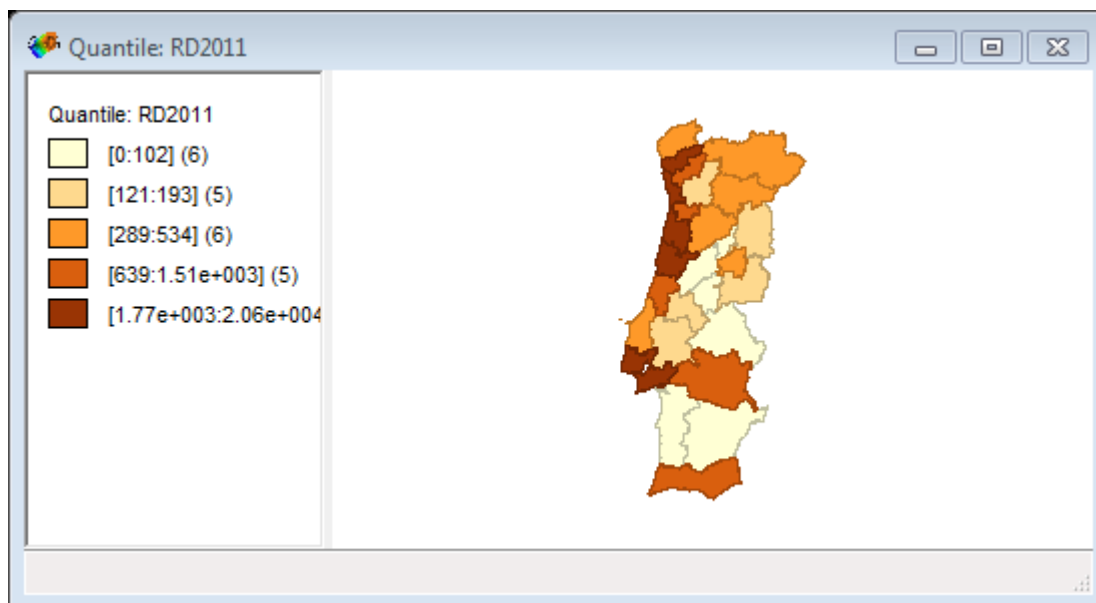 Quantile: RD2011
Quantile: RD2011
[0:102] (6)
[121:193] (5)
[289:534] (6)
[639:1.51e+003] (5)
[1.77e+003:2.06e+004